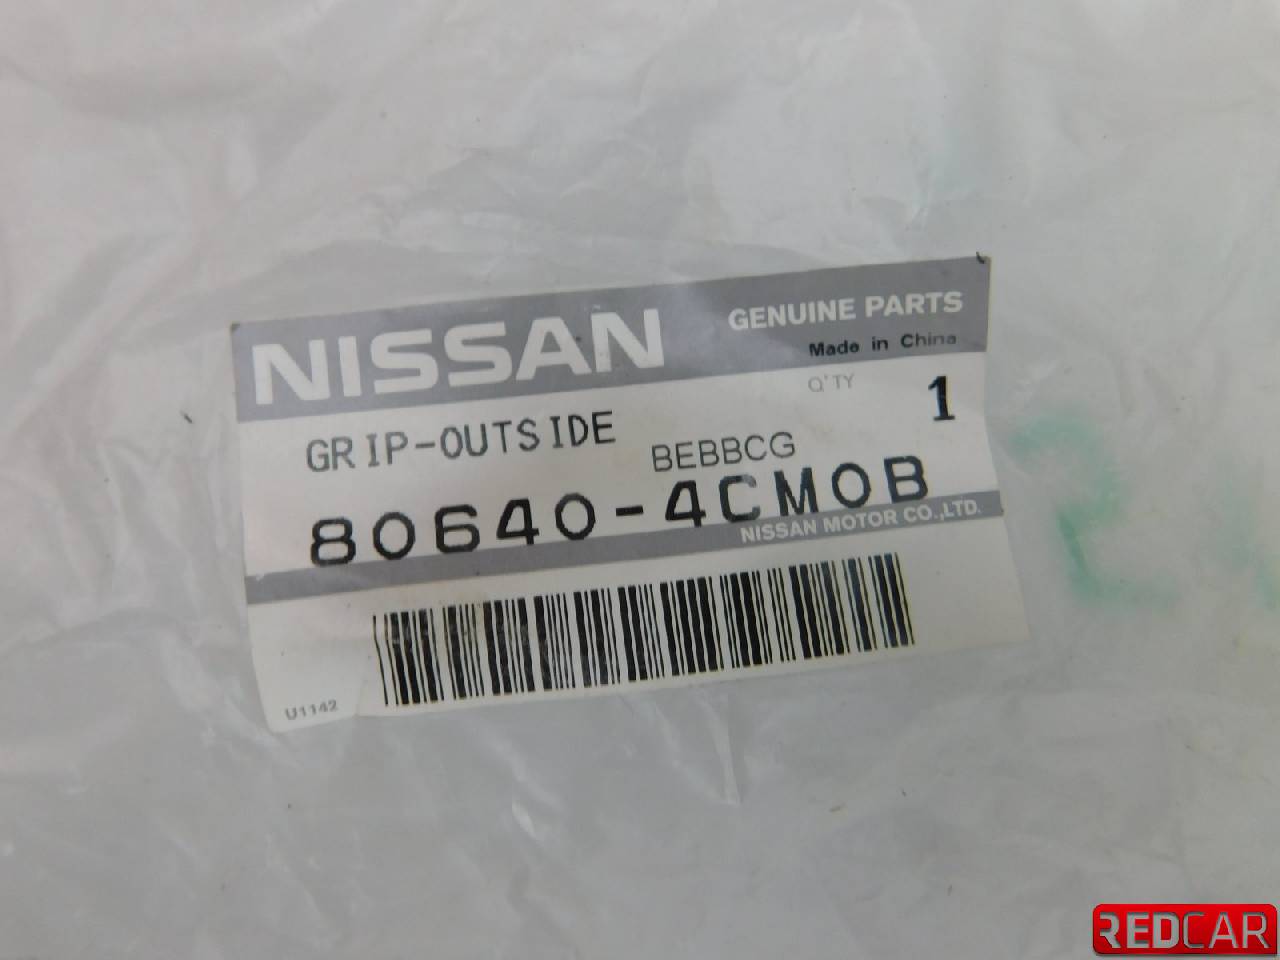 NISSAN
GENUINE PARTS
Made in China
Q'TY
1
GRIP-OUTSIDE
BEBBCG
80640-4CM0B
NISSAN MOTOR CO.,LTD.
U1142
REDCAR